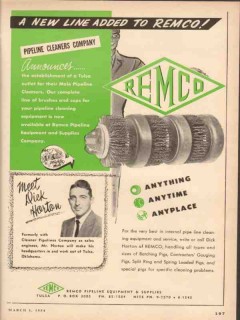 A NEW LINE ADDED TO REMCO!
PIPELINE CLEANERS COMPANY
Announces....
the establishment of a Tulsa
outlet for their Male Pipeline
Cleaners. Our complete
line of brushes and cups for
your pipeline cleaning
equipment is now
available at Remco Pipeline
Equipment and Supplies
Company.
REMCO
ANYTHING
ANYTIME
ANYPLACE
Meet
Dick
Horton
Formerly with
Cleaner Pipelines Company as sales
engineer, Mr. Horton will make his
headquarters in and work out of Tulsa,
Oklahoma.
For the very best in internal pipe line clean-
ing equipment and service, write or call Dick
Horton at REMCO, handling all types and
sizes of Batching Pigs, Contractors' Gauging
Pigs, Split Ring and Spring Loaded Pigs, and
special pigs for specific cleaning problems.
REMCO
REMCO PIPELINE EQUIPMENT & SUPPLIES
TULSA
MARCH 1, 1955